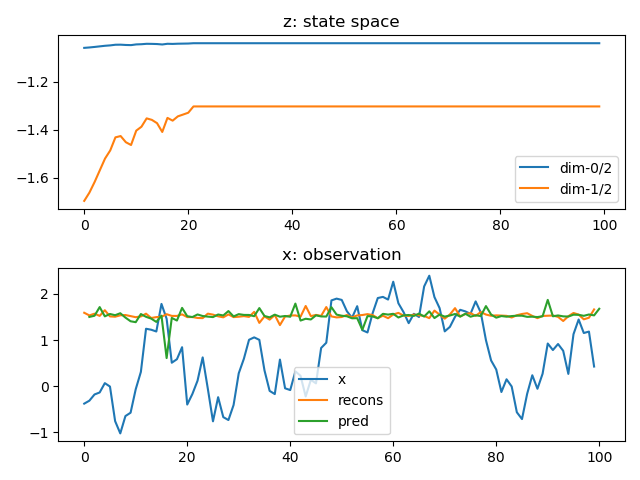 z: state space
−1.2
−1.4
−1.6
dim-0/2
dim-1/2
0 20 40 60 80 100
x: observation
2
1
0
−1
x
recons
pred
0 20 40 60 80 100